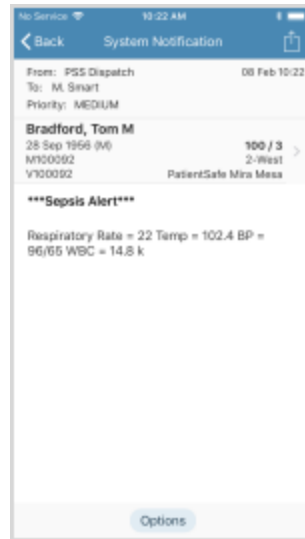 No Service 10:22 AM
Back System Notification
From: PSS Dispatch 08 Feb 10:22
To: M. Smart
Priority: MEDIUM
Bradford, Tom M
28 Sep 1956 (M) 100 / 3
M100092 2-West
V100092 PatientSafe Mira Mesa
***Sepsis Alert***
Respiratory Rate = 22 Temp = 102.4 BP =
96/65 WBC = 14.8 k
Options